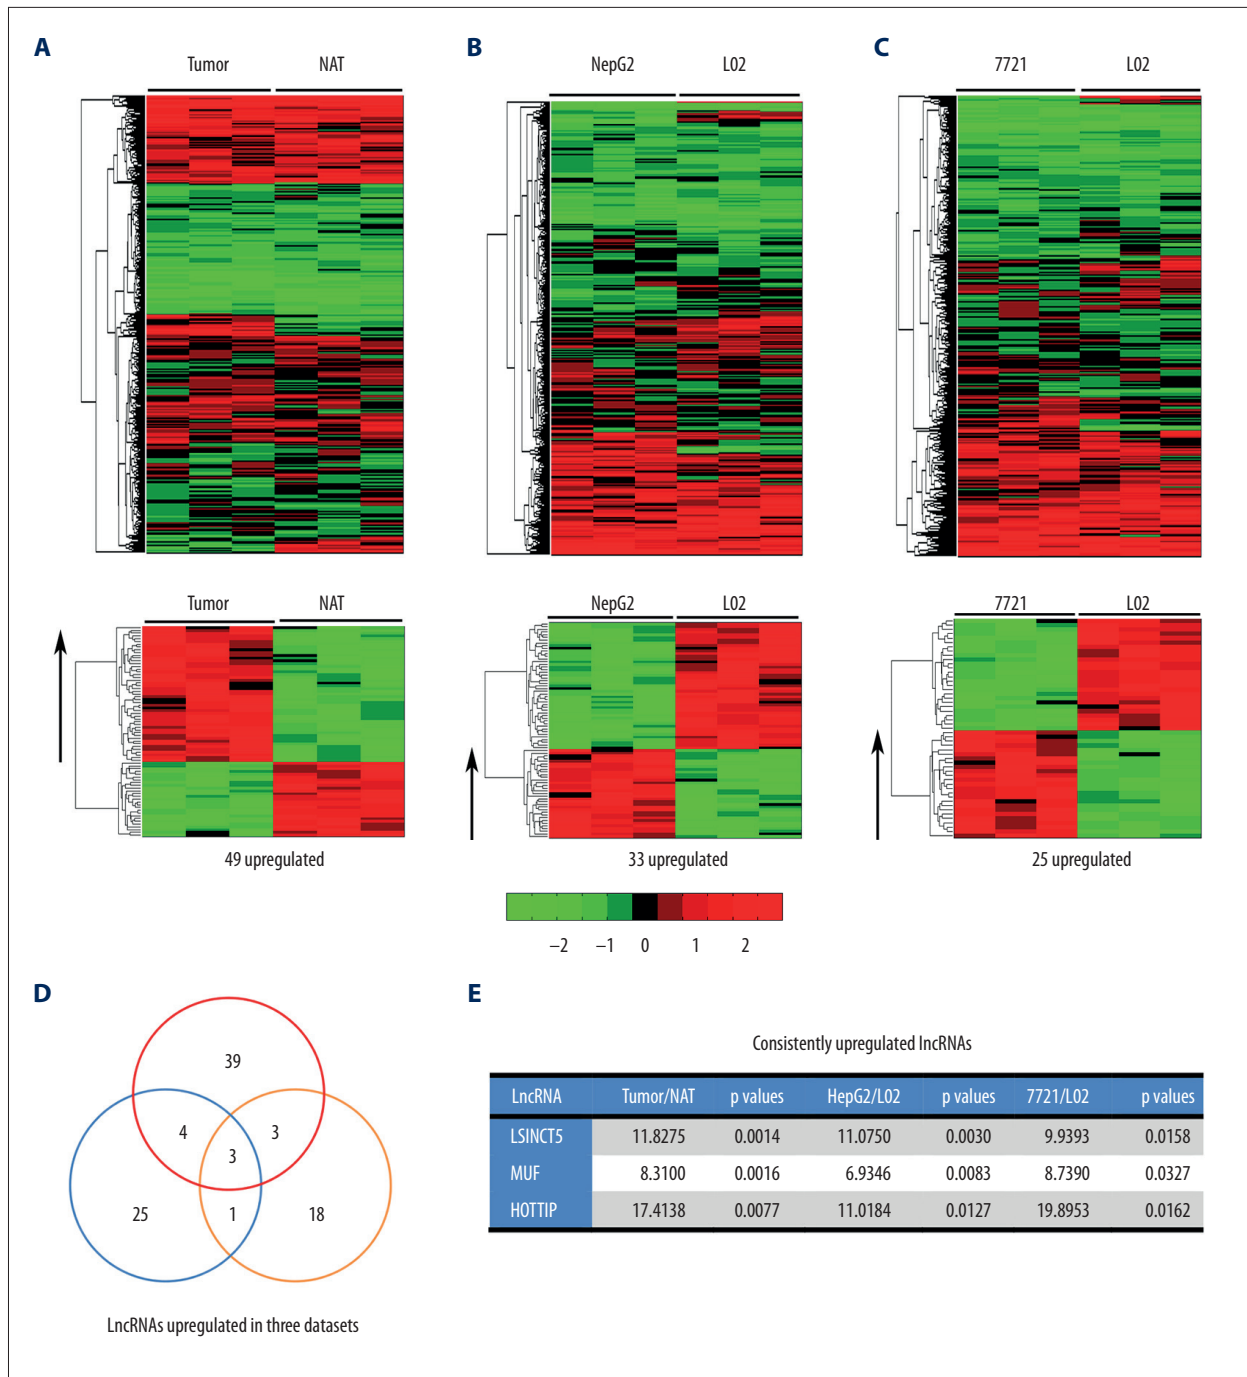 A
B
C
Tumor NAT
NepG2 L02
7721 L02
Tumor NAT
NepG2 L02
7721 L02
49 upregulated
33 upregulated
25 upregulated
–2 –1 0 1 2
D
39
4 3
3
25 1 18
LncRNAs upregulated in three datasets
E
Consistently upregulated lncRNAs
LncRNA Tumor/NAT p values HepG2/L02 p values 7721/L02 p values
LSINCT5 11.8275 0.0014 11.0750 0.0030 9.9393 0.0158
MUF 8.3100 0.0016 6.9346 0.0083 8.7390 0.0327
HOTTIP 17.4138 0.0077 11.0184 0.0127 19.8953 0.0162